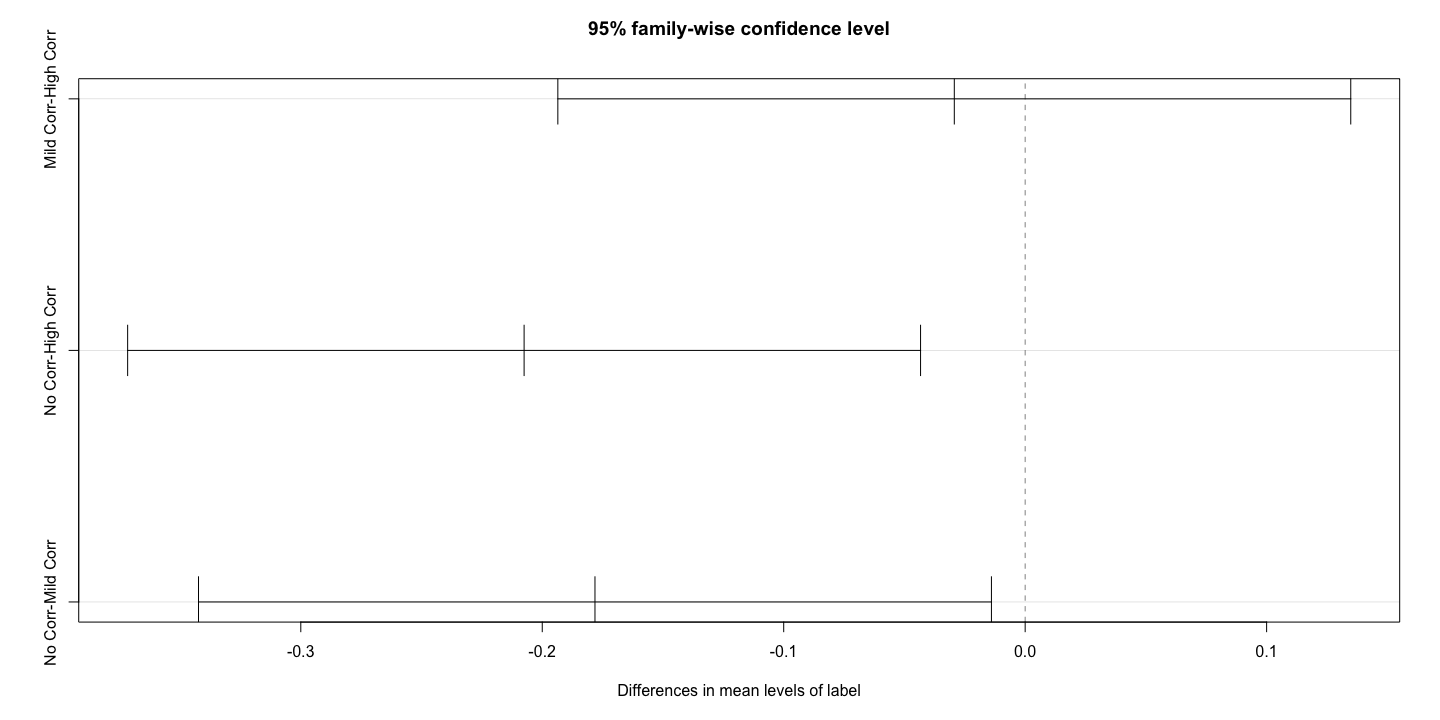 95% family-wise confidence level
Mild Corr-High Corr
No Corr-High Corr
No Corr-Mild Corr
-0.3 -0.2 -0.1 0.0 0.1
Differences in mean levels of label